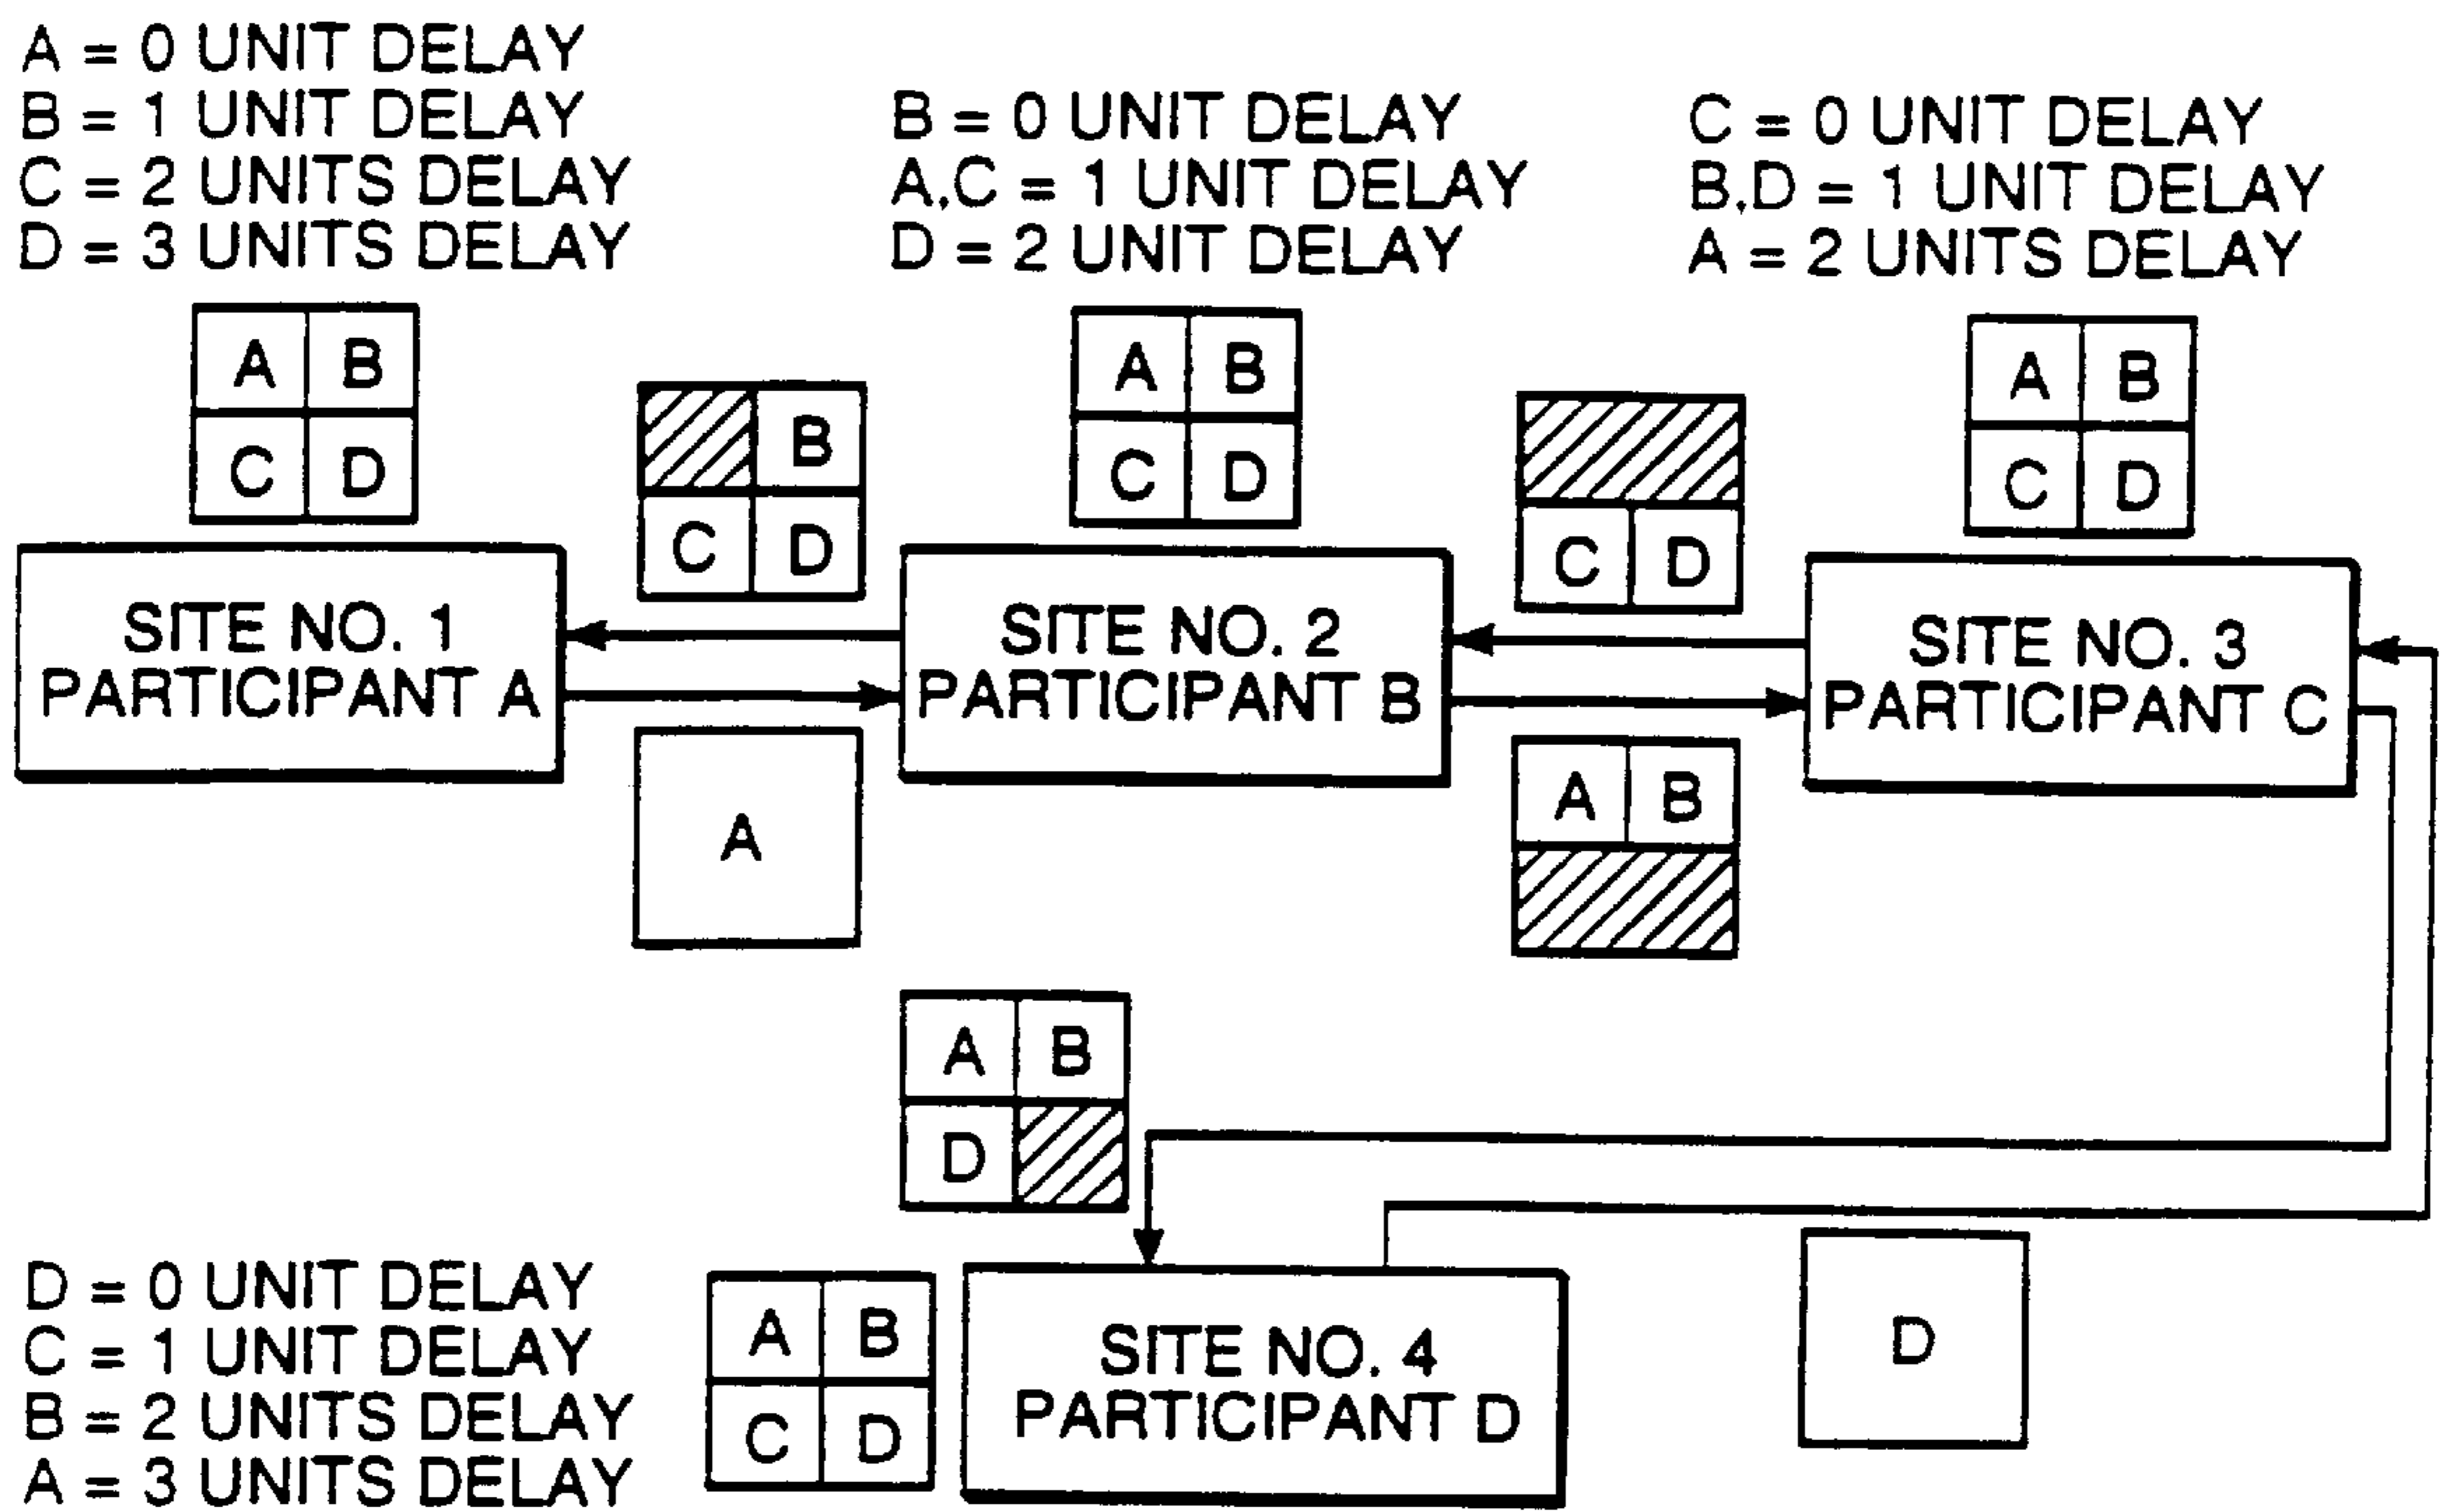 A = 0 UNIT DELAY
B = 1 UNIT DELAY
C = 2 UNITS DELAY
D = 3 UNITS DELAY
B = 0 UNIT DELAY
A,C = 1 UNIT DELAY
D = 2 UNIT DELAY
C = 0 UNIT DELAY
B,D = 1 UNIT DELAY
A = 2 UNITS DELAY
A B
C D
B
C D
A B
C D
C D
A B
C D
SITE NO. 1
PARTICIPANT A
SITE NO. 2
PARTICIPANT B
SITE NO. 3
PARTICIPANT C
A
A B
A B
D
D = 0 UNIT DELAY
C = 1 UNIT DELAY
B = 2 UNITS DELAY
A = 3 UNITS DELAY
A B
C D
SITE NO. 4
PARTICIPANT D
D